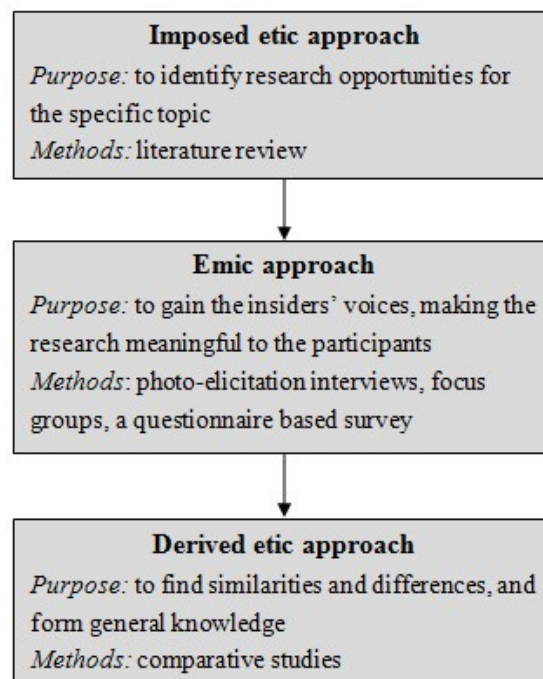 Imposed etic approach
Purpose: to identify research opportunities for
the specific topic
Methods: literature review
Emic approach
Purpose: to gain the insiders’ voices, making the
research meaningful to the participants
Methods: photo-elicitation interviews, focus
groups, a questionnaire based survey
Derived etic approach
Purpose: to find similarities and differences, and
form general knowledge
Methods: comparative studies